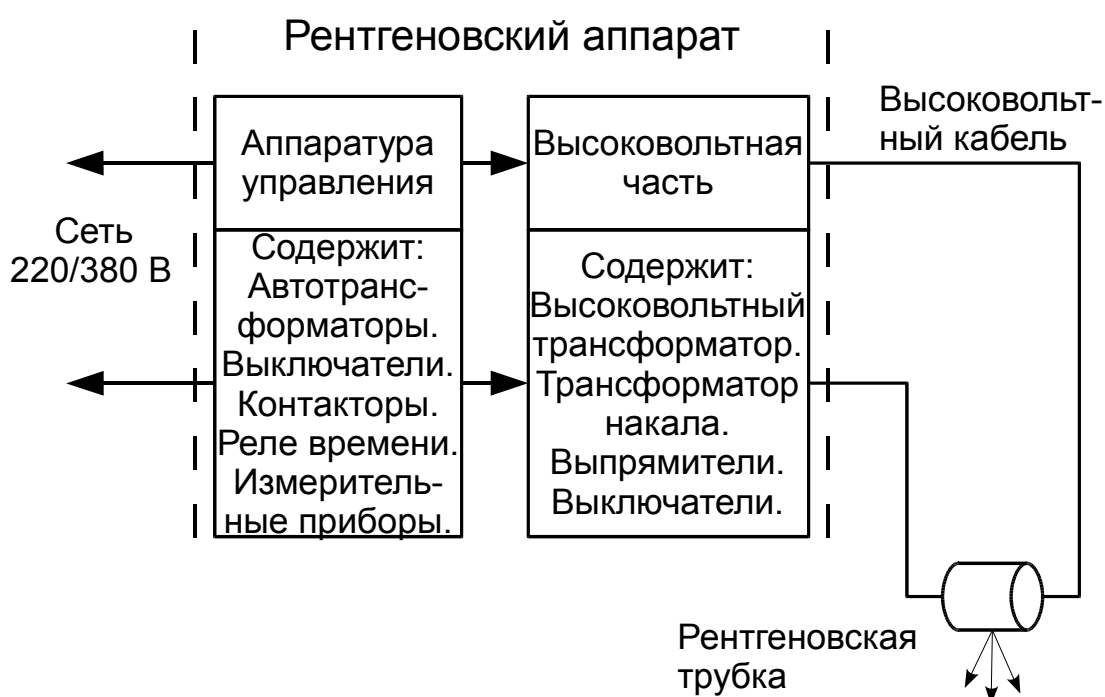 Рентгеновский аппарат
Высоковольт-
ный кабель
Аппаратура
управления
Высоковольтная
часть
Сеть
220/380 В
Содержит:
Автотранс-
форматоры.
Выключатели.
Контакторы.
Реле времени.
Измеритель-
ные приборы.
Содержит:
Высоковольтный
трансформатор.
Трансформатор
накала.
Выпрямители.
Выключатели.
Рентгеновская
трубка